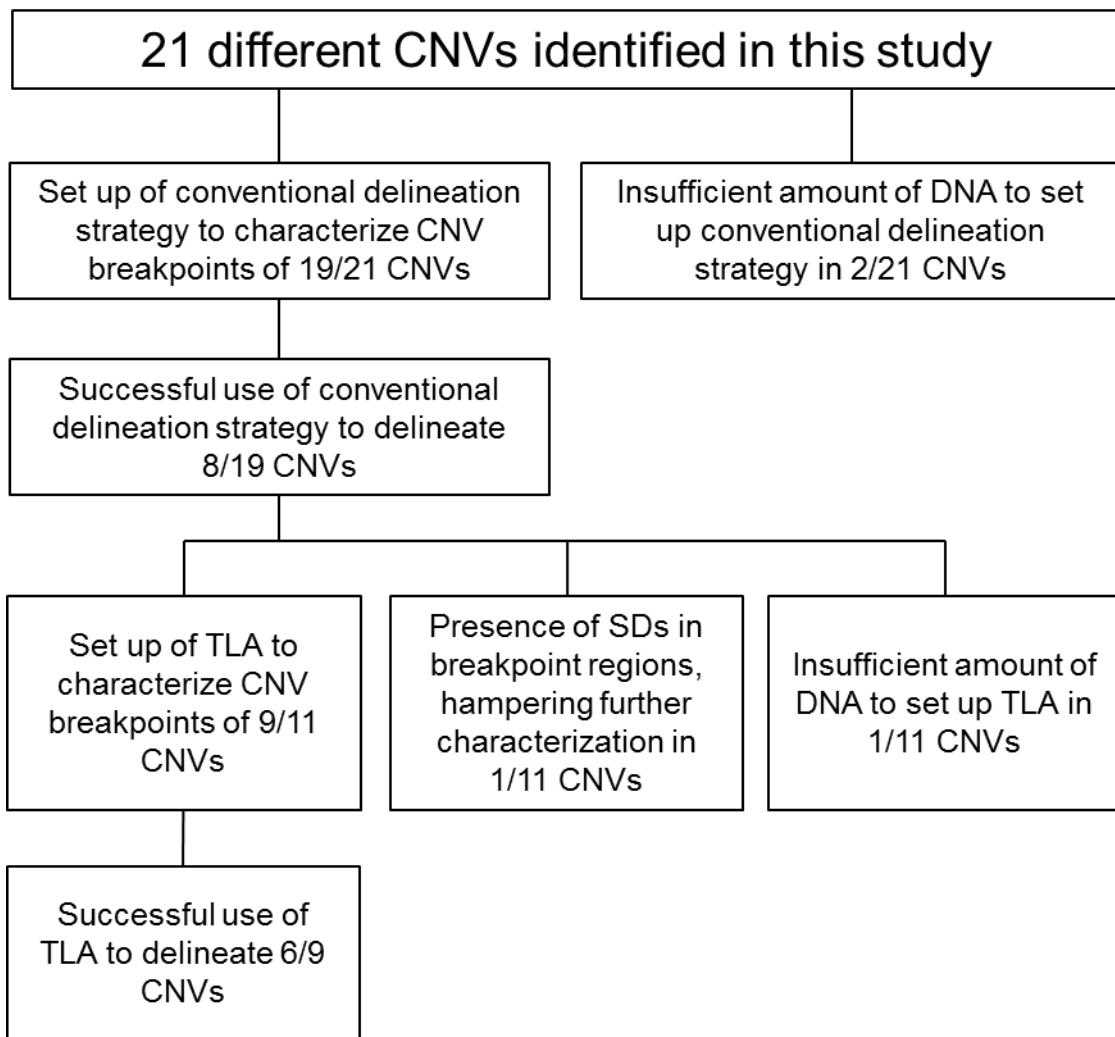 21 different CNVs identified in this study
Set up of conventional delineation
strategy to characterize CNV
breakpoints of 19/21 CNVs
Insufficient amount of DNA to set
up conventional delineation
strategy in 2/21 CNVs
Successful use of conventional
delineation strategy to delineate
8/19 CNVs
Set up of TLA to
characterize CNV
breakpoints of 9/11
CNVs
Presence of SDs in
breakpoint regions,
hampering further
characterization in
1/11 CNVs
Insufficient amount of
DNA to set up TLA in
1/11 CNVs
Successful use of
TLA to delineate 6/9
CNVs